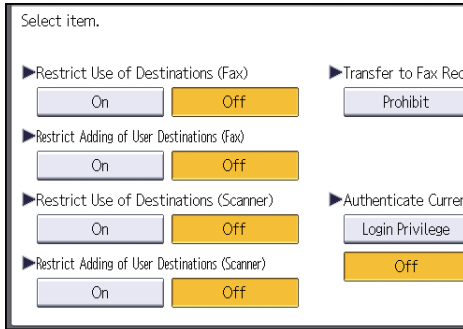 Select item.
Restrict Use of Destinations (Fax)
On Off
Restrict Adding of User Destinations (Fax)
On Off
Restrict Use of Destinations (Scanner)
On Off
Restrict Adding of User Destinations (Scanner)
On Off
Transfer to Fax Rec
Prohibit
Authenticate Curren
Login Privilege
Off